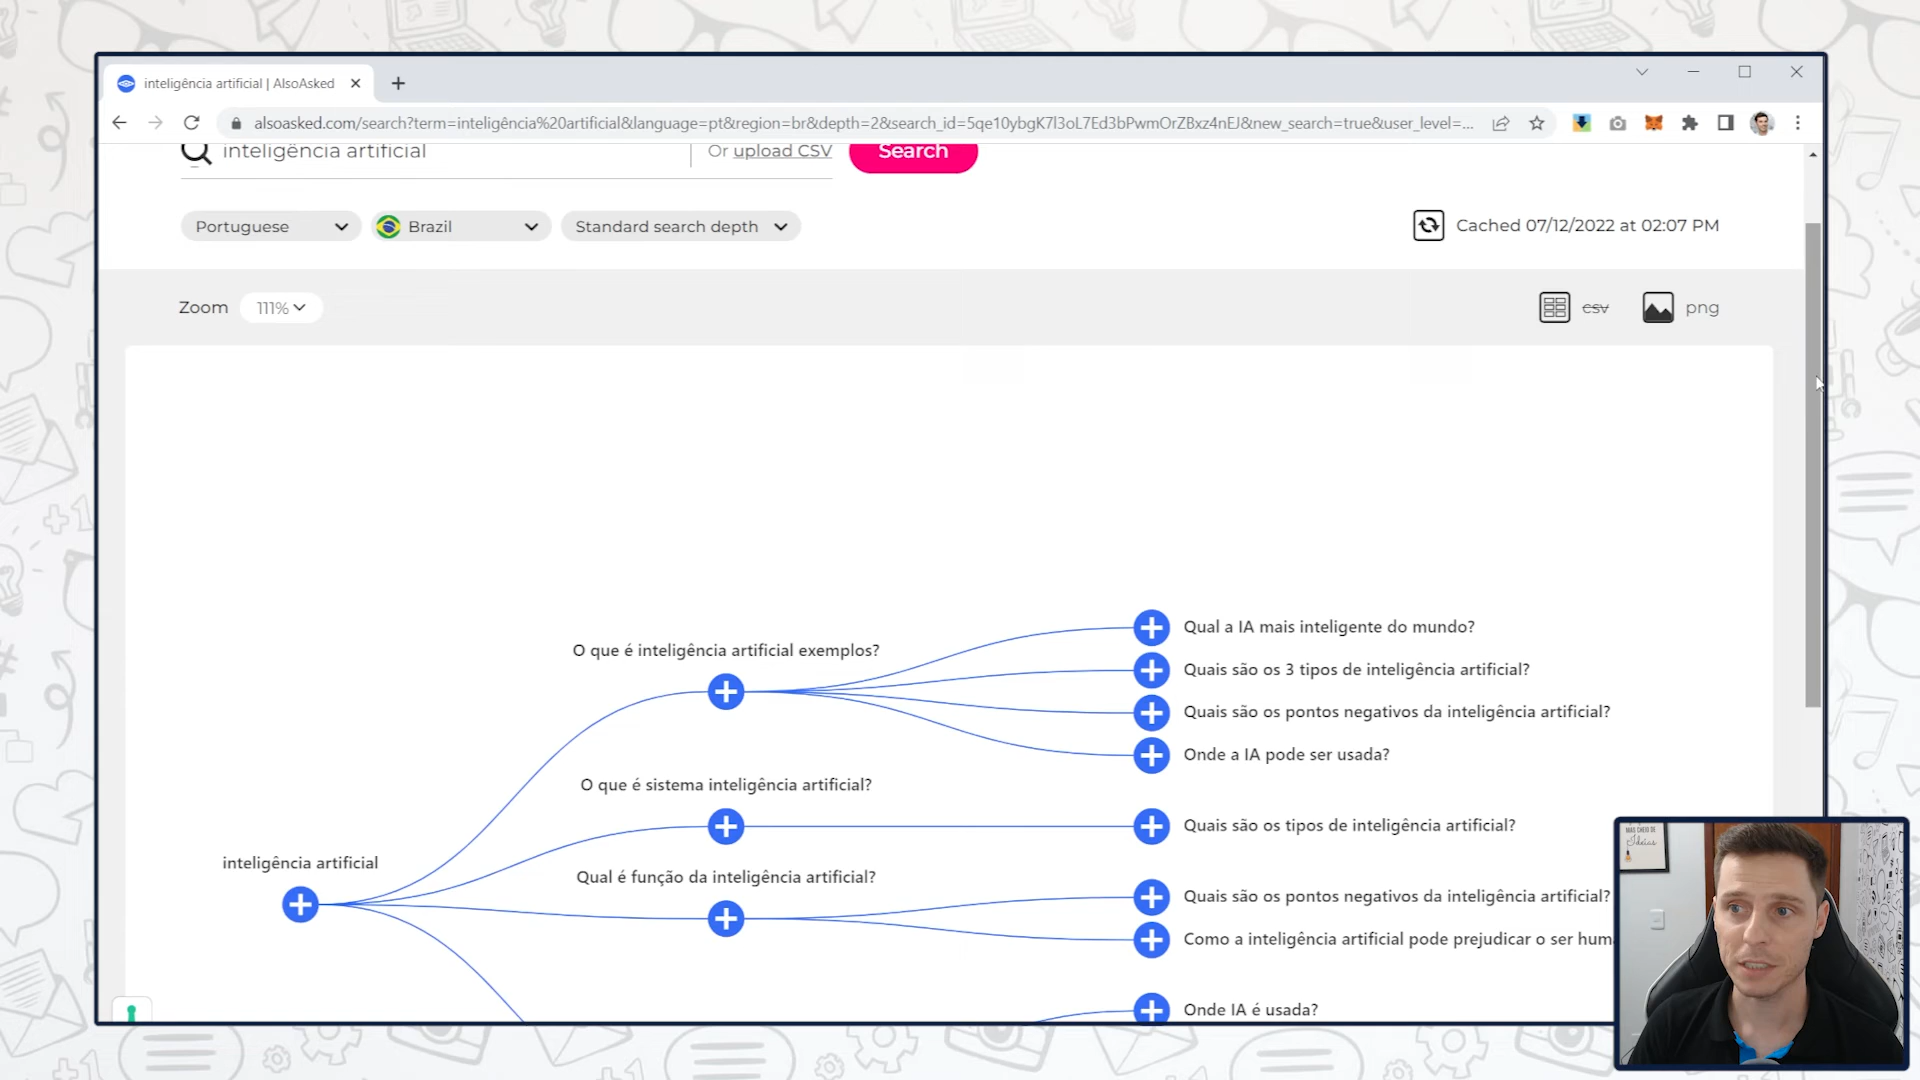 inteligência artificial | AlsoAsked
alsoasked.com/search?term=inteligência%20artificial&language=pt&region=br&depth=2&search_id=5qe10ybgK7l3oL7Ed3bPwmOrZBxz4nEJ&new_search=true&user_level=...
inteligência artificial
Or upload CSV
Search
Portuguese
Brazil
Standard search depth
Cached 07/12/2022 at 02:07 PM
Zoom
111%
csv
png
Qual a IA mais inteligente do mundo?
O que é inteligência artificial exemplos?
Quais são os 3 tipos de inteligência artificial?
Quais são os pontos negativos da inteligência artificial?
Onde a IA pode ser usada?
O que é sistema inteligência artificial?
Quais são os tipos de inteligência artificial?
inteligência artificial
Qual é função da inteligência artificial?
Quais são os pontos negativos da inteligência artificial?
Como a inteligência artificial pode prejudicar o ser huma
Onde IA é usada?
MAO CHEIO DE
Ideias